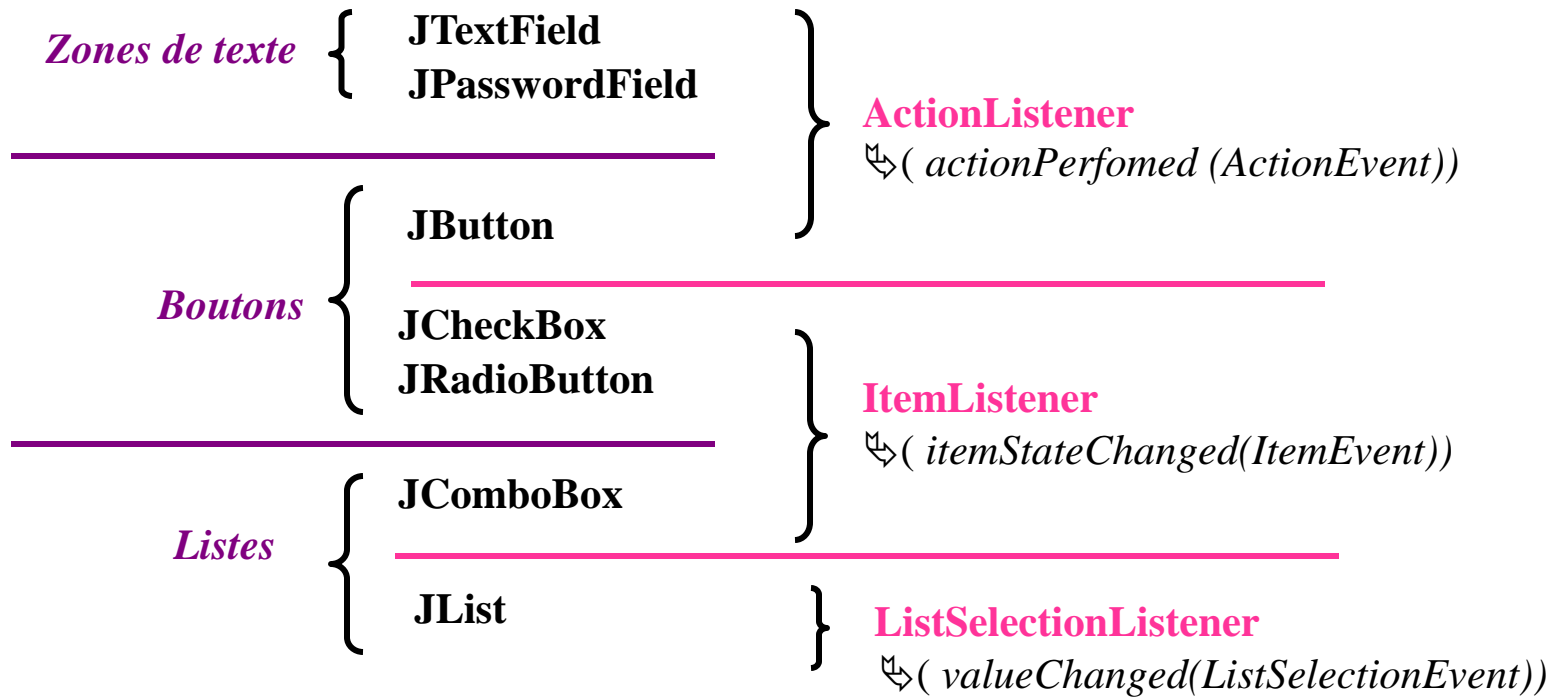 Zones de texte
JTextField
JPasswordField
ActionListener
( actionPerfomed (ActionEvent))
Boutons
JButton
JCheckBox
JRadioButton
ItemListener
( itemStateChanged(ItemEvent))
Listes
JComboBox
JList
ListSelectionListener
( valueChanged(ListSelectionEvent))